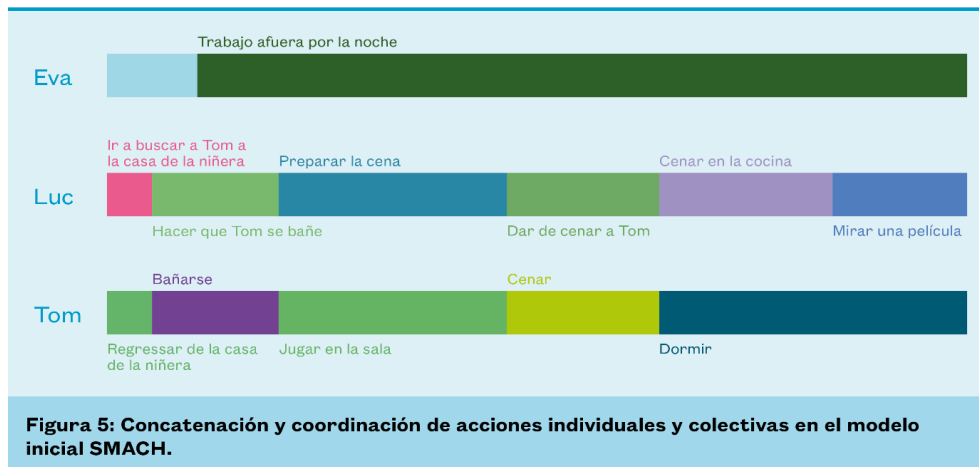 Trabajo afuera por la noche
Eva
Ir a buscar a Tom a
la casa de la niñera
Preparar la cena
Cenar en la cocina
Luc
Hacer que Tom se bañe
Dar de cenar a Tom
Mirar una película
Bañarse
Cenar
Tom
Regressar de la casa
de la niñera
Jugar en la sala
Dormir
Figura 5: Concatenación y coordinación de acciones individuales y colectivas en el modelo
inicial SMACH.